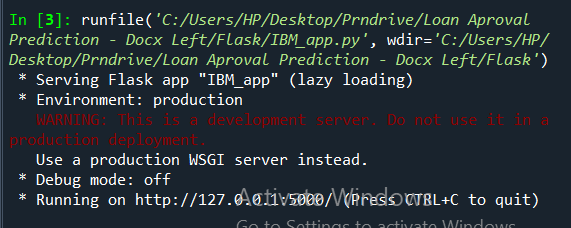 In [3]: runfile('C:/Users/HP/Desktop/Prndrive/Loan Aproval
Prediction - Docx Left/Flask/IBM_app.py', wdir='C:/Users/HP/
Desktop/Prndrive/Loan Aproval Prediction - Docx Left/Flask')
* Serving Flask app "IBM_app" (lazy loading)
* Environment: production
WARNING: This is a development server. Do not use it in a
production deployment.
Use a production WSGI server instead.
* Debug mode: off
* Running on http://127.0.0.1:5000/ (Press CTRL+C to quit)
Activate Windows
Go to Settings to activate Windows.